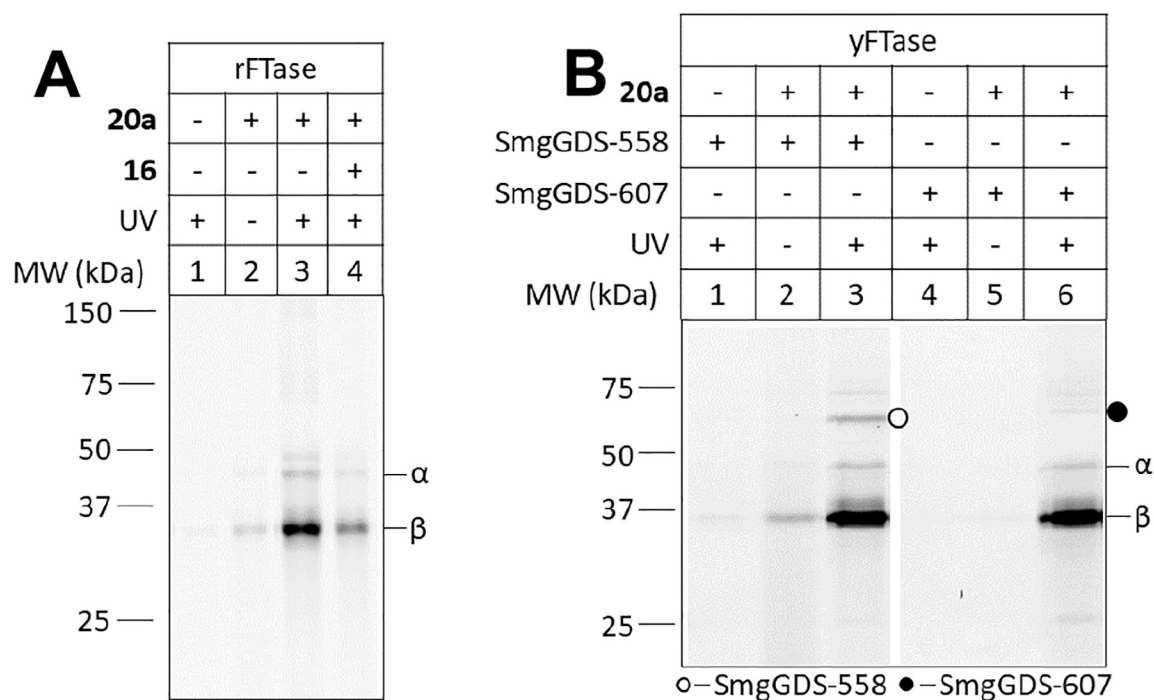 A
rFTase
20a - + + +
16 - - - +
UV + - + +
MW (kDa) 1 2 3 4
150
75
50
37
25
α
β
B
yFTase
20a - + + - + +
SmgGDS-558 + + + - - -
SmgGDS-607 - - - + + +
UV + - + + - +
MW (kDa) 1 2 3 4 5 6
75
50
37
25
α
β
○–SmgGDS-558 ●–SmgGDS-607